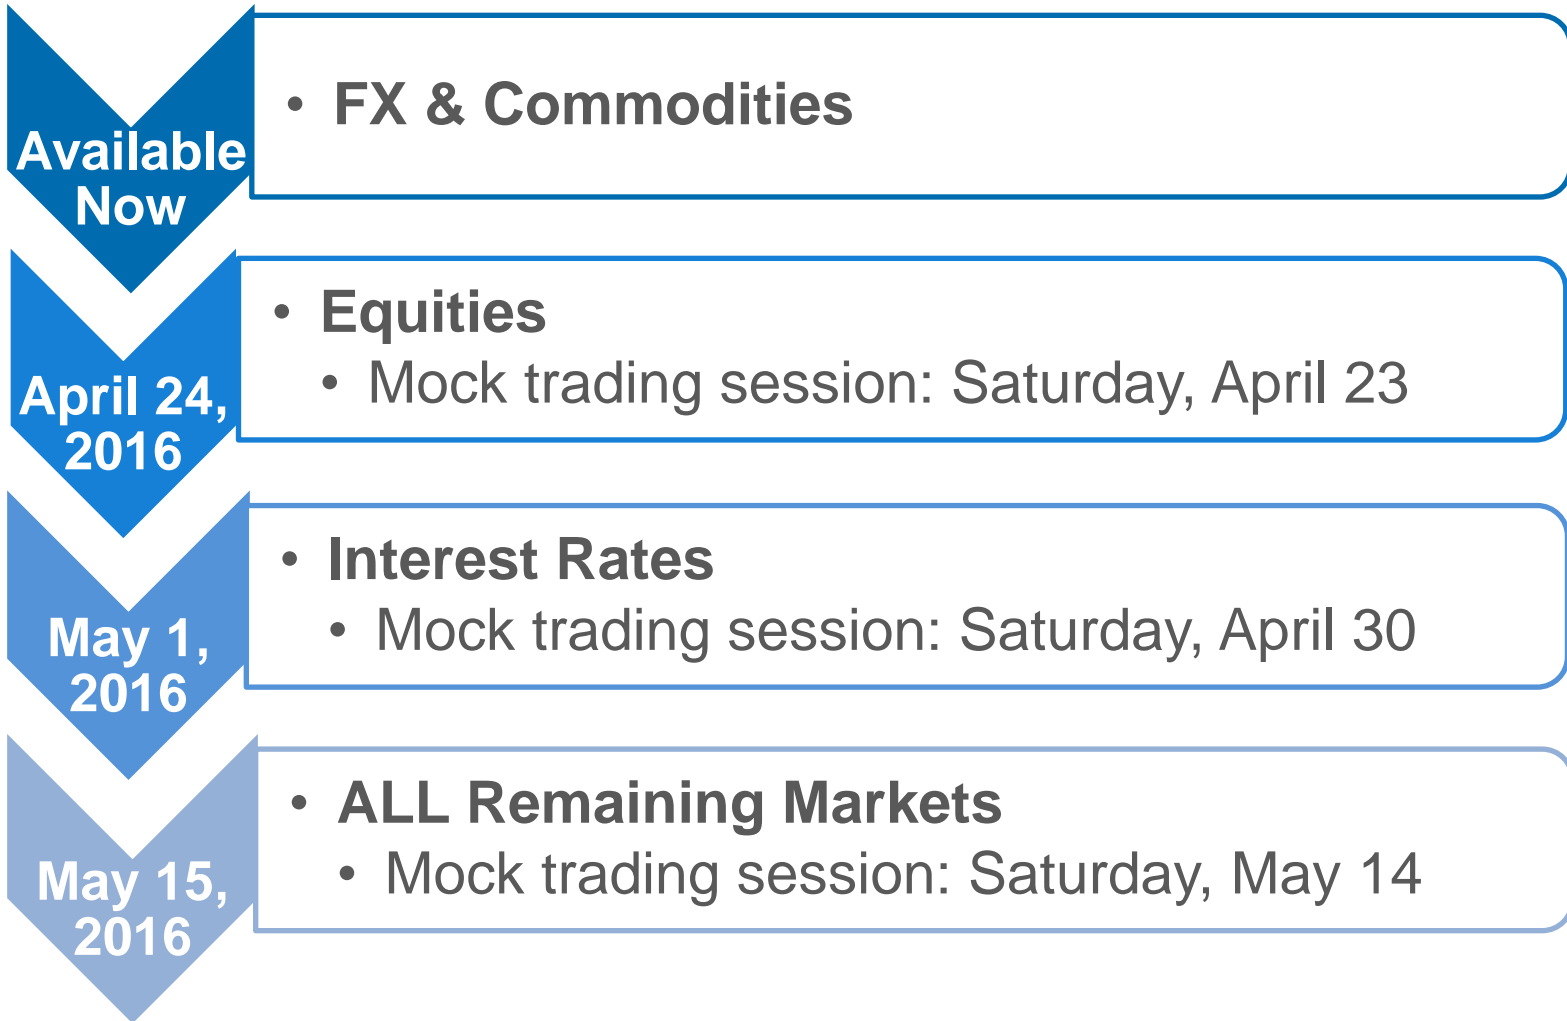 Available
Now
• FX & Commodities
April 24,
2016
• Equities
• Mock trading session: Saturday, April 23
May 1,
2016
• Interest Rates
• Mock trading session: Saturday, April 30
May 15,
2016
• ALL Remaining Markets
• Mock trading session: Saturday, May 14